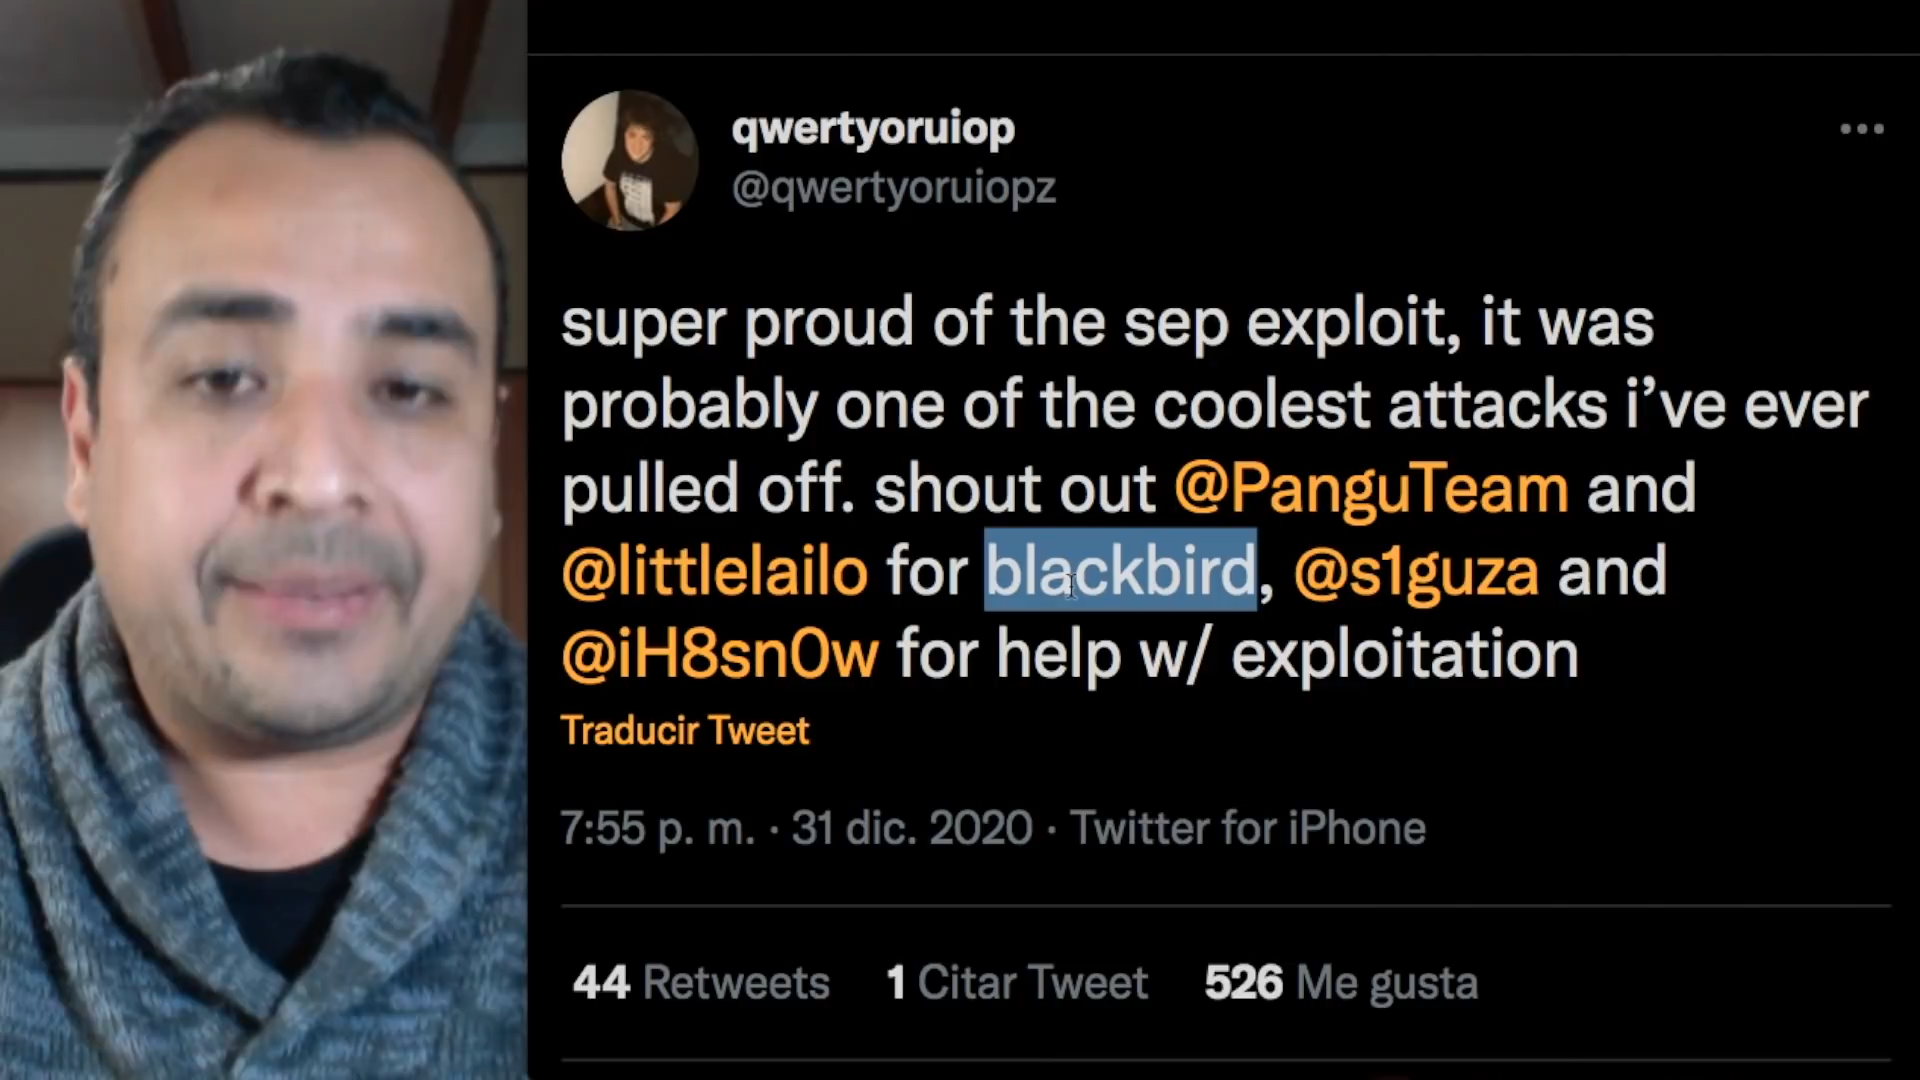 qwertyoruiop
@qwertyoruiopz
super proud of the sep exploit, it was
probably one of the coolest attacks i’ve ever
pulled off. shout out @PanguTeam and
@littlelailo for blackbird, @s1guza and
@iH8sn0w for help w/ exploitation
Traducir Tweet
7:55 p. m. · 31 dic. 2020 · Twitter for iPhone
44 Retweets 1 Citar Tweet 526 Me gusta